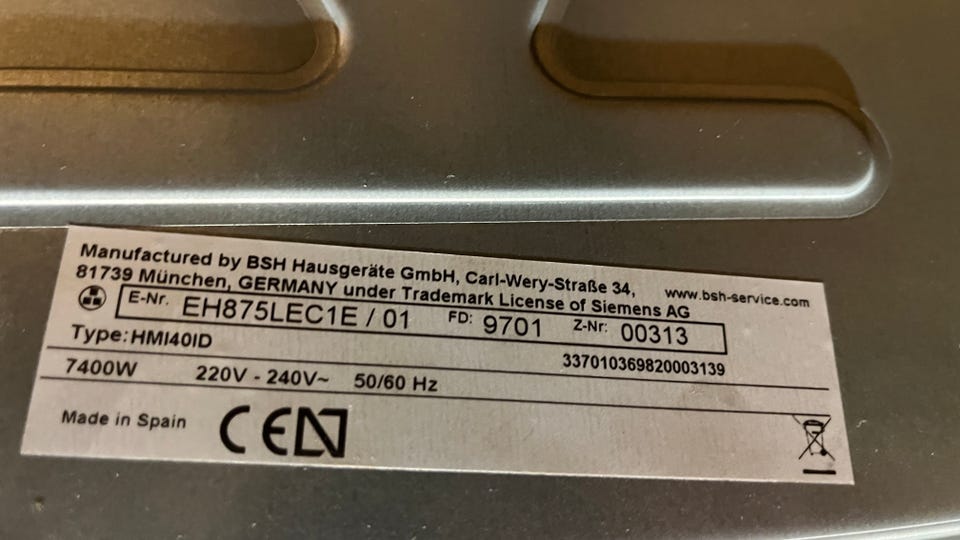 Manufactured by BSH Hausgeräte GmbH, Carl-Wery-Straße 34,
81739 München, GERMANY under Trademark License of Siemens AG
www.bsh-service.com
E-Nr. EH875LEC1E / 01 FD: 9701 Z-Nr: 00313
Type: HMI40ID
337010369820003139
7400W 220V - 240V~ 50/60 Hz
Made in Spain CE N